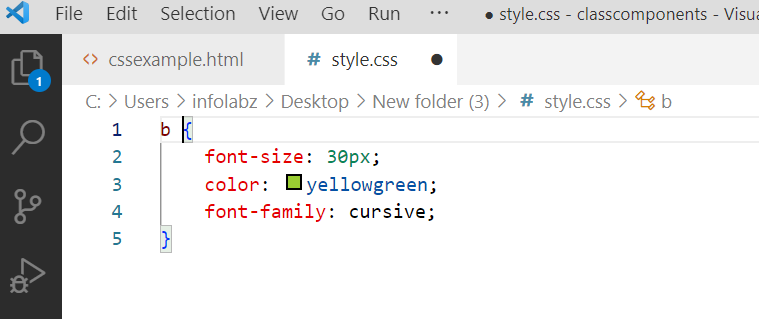 File Edit Selection View Go Run ··· ● style.css - classcomponents - Visua
<> cssexample.html # style.css ●
1
C: > Users > infolabz > Desktop > New folder (3) > # style.css > b
1 b {
2 font-size: 30px;
3 color: yellowgreen;
4 font-family: cursive;
5 }